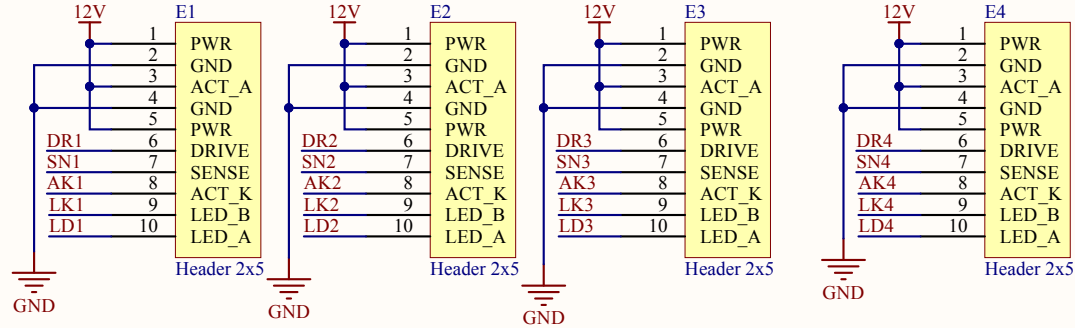 12V E1 12V E2 12V E3 12V E4
1 PWR 1 PWR 1 PWR 1 PWR
2 GND 2 GND 2 GND 2 GND
3 ACT_A 3 ACT_A 3 ACT_A 3 ACT_A
4 GND 4 GND 4 GND 4 GND
5 PWR 5 PWR 5 PWR 5 PWR
DR1 6 DRIVE DR2 6 DRIVE DR3 6 DRIVE DR4 6 DRIVE
SN1 7 SENSE SN2 7 SENSE SN3 7 SENSE SN4 7 SENSE
AK1 8 ACT_K AK2 8 ACT_K AK3 8 ACT_K AK4 8 ACT_K
LK1 9 LED_B LK2 9 LED_B LK3 9 LED_B LK4 9 LED_B
LD1 10 LED_A LD2 10 LED_A LD3 10 LED_A LD4 10 LED_A
Header 2x5 Header 2x5 Header 2x5 Header 2x5
GND GND GND GND